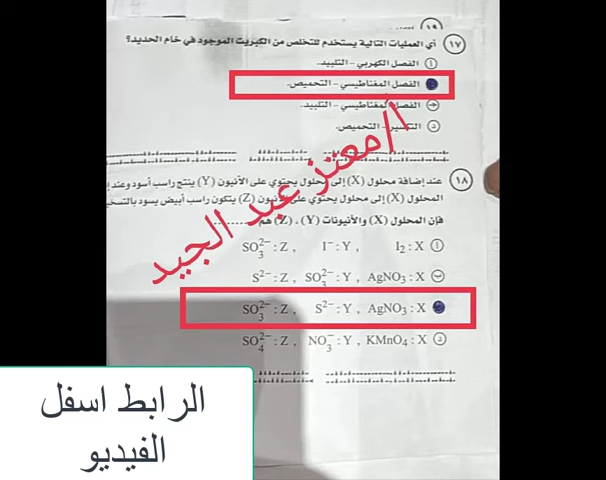 ١٧ أي العمليات التالية يستخدم للتخلص من الكبريت الموجود في خام الحديد؟
أ الفصل الكهربي - التلبيد.
الفصل المغناطيسي - التحميص.
ج الفصل المغناطيسي - التلبيد.
د التكسير - التحميص.
أ/معتز عبد الجيد
١٨ عند إضافة محلول (X) إلى محلول يحتوي على الأنيون (Y) ينتج راسب أسود وعند إ
المحلول (X) إلى محلول يحتوي على الأنيون (Z) يتكون راسب أبيض يسود بالتسخ
فإن المحلول (X) والأنيونات (Y) ، (Z) هم
أ I₂ : X , I⁻ : Y , SO₃²⁻ : Z
ب AgNO₃ : X , SO₃²⁻ : Y , S²⁻ : Z
AgNO₃ : X , S²⁻ : Y , SO₃²⁻ : Z
د KMnO₄ : X , NO₃⁻ : Y , SO₄²⁻ : Z
الرابط اسفل
الفيديو